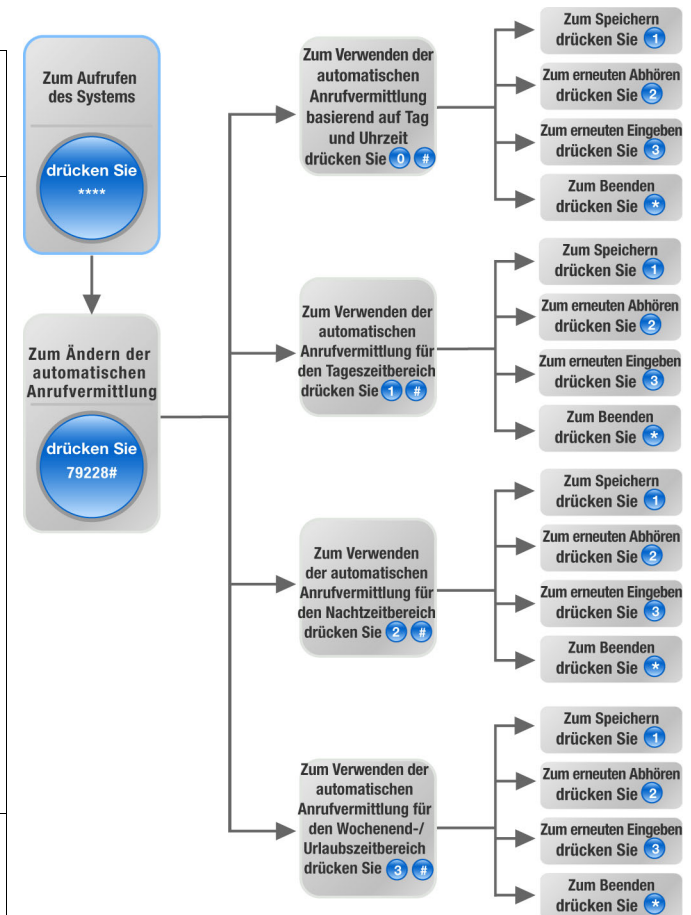 Zum Aufrufen
des Systems
drücken Sie
****
Zum Ändern der
automatischen
Anrufvermittlung
drücken Sie
79228#
Zum Verwenden der
automatischen
Anrufvermittlung
basierend auf Tag
und Uhrzeit
drücken Sie 0 #
Zum Speichern
drücken Sie 1
Zum erneuten Abhören
drücken Sie 2
Zum erneuten Eingeben
drücken Sie 3
Zum Beenden
drücken Sie *
Zum Verwenden der
automatischen
Anrufvermittlung für
den Tageszeitbereich
drücken Sie 1 #
Zum Speichern
drücken Sie 1
Zum erneuten Abhören
drücken Sie 2
Zum erneuten Eingeben
drücken Sie 3
Zum Beenden
drücken Sie *
Zum Verwenden
der automatischen
Anrufvermittlung für
den Nachtzeitbereich
drücken Sie 2 #
Zum Speichern
drücken Sie 1
Zum erneuten Abhören
drücken Sie 2
Zum erneuten Eingeben
drücken Sie 3
Zum Beenden
drücken Sie *
Zum Verwenden der
automatischen
Anrufvermittlung für
den Wochenend-/
Urlaubszeitbereich
drücken Sie 3 #
Zum Speichern
drücken Sie 1
Zum erneuten Abhören
drücken Sie 2
Zum erneuten Eingeben
drücken Sie 3
Zum Beenden
drücken Sie *